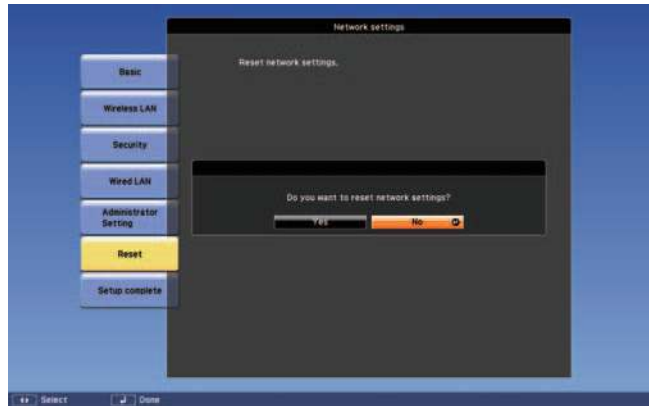 Network settings
Reset network settings.
Basic
Wireless LAN
Security
Wired LAN
Administrator
Setting
Reset
Setup complete
Do you want to reset network settings?
Yes No
Select Done